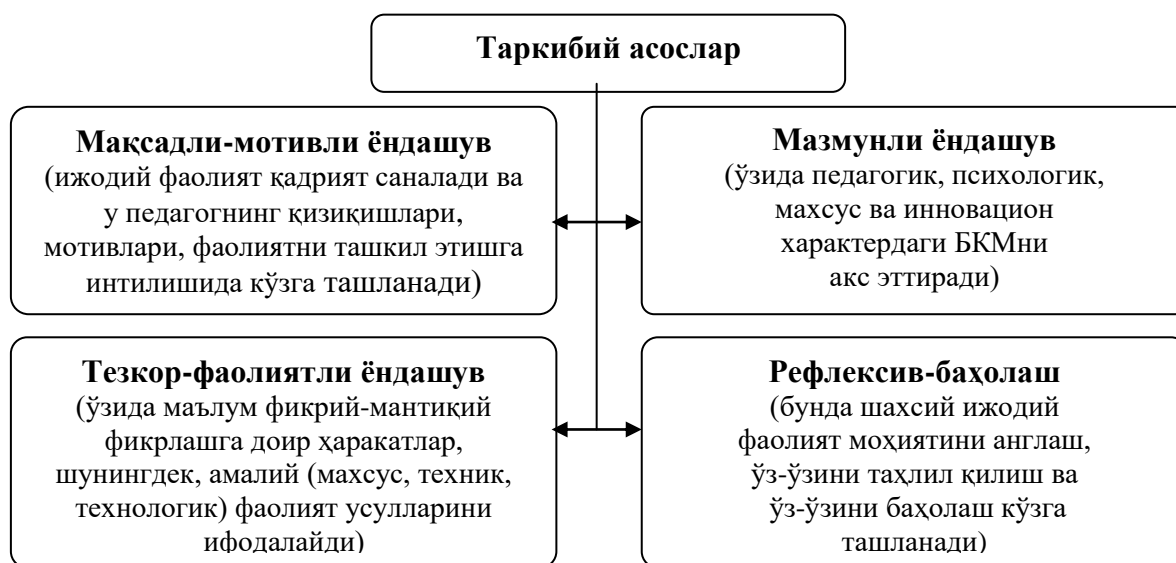 Таркибий асослар
Мақсадли-мотивли ёндашув
(ижодий фаолият қадрият саналади ва
у педагогнинг қизиқишлари,
мотивлари, фаолиятни ташкил этишга
интилишида кўзга ташланади)
Мазмунли ёндашув
(ўзида педагогик, психологик,
махсус ва инновацион
характердаги БКМни
акс эттиради)
Тезкор-фаолиятли ёндашув
(ўзида маълум фикрий-мантиқий
фикрлашга доир ҳаракатлар,
шунингдек, амалий (махсус, техник,
технологик) фаолият усулларини
ифодалайди)
Рефлексив-баҳолаш
(бунда шахсий ижодий
фаолият моҳиятини англаш,
ўз-ўзини таҳлил қилиш ва
ўз-ўзини баҳолаш кўзга
ташланади)